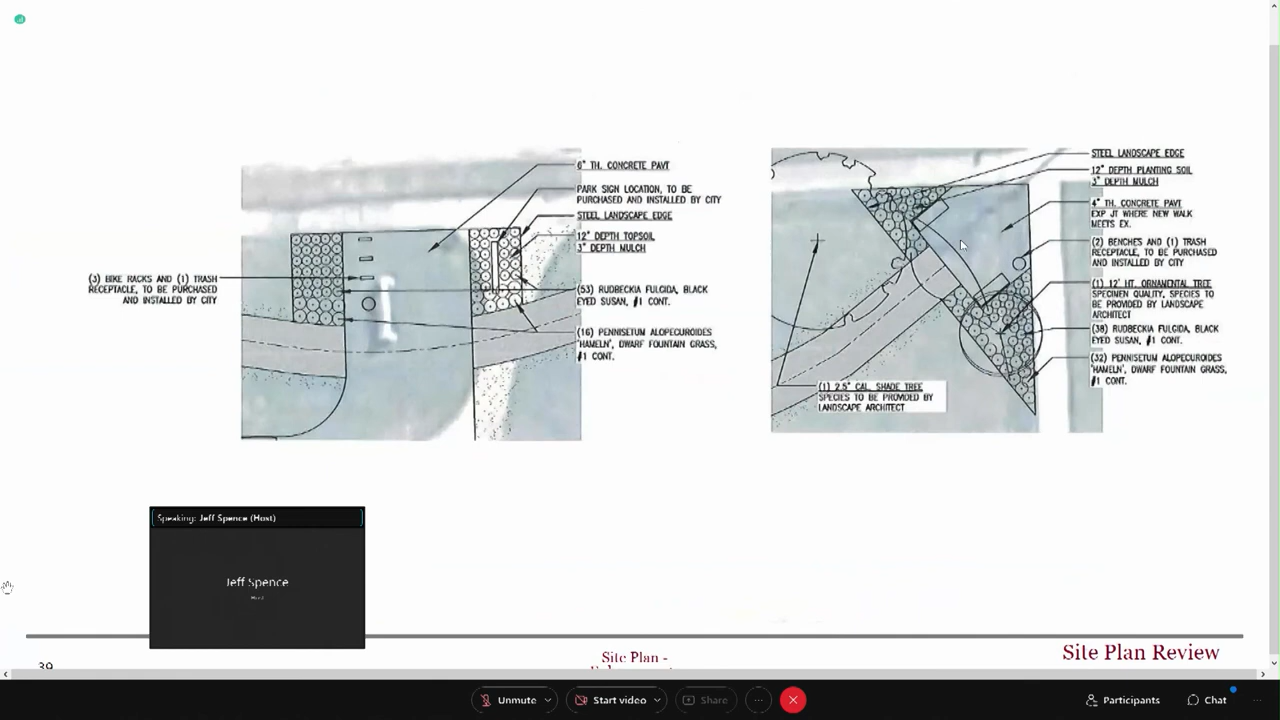 6" TH. CONCRETE PAVT
PARK SIGN LOCATION, TO BE
PURCHASED AND INSTALLED BY CITY
STEEL LANDSCAPE EDGE
12" DEPTH TOPSOIL
3" DEPTH MULCH
(3) BIKE RACKS AND (1) TRASH
RECEPTACLE, TO BE PURCHASED
AND INSTALLED BY CITY
(53) RUDBECKIA FULGIDA, BLACK
EYED SUSAN, #1 CONT.
(16) PENNISETUM ALOPECUROIDES
'HAMELN', DWARF FOUNTAIN GRASS,
#1 CONT.
STEEL LANDSCAPE EDGE
12" DEPTH PLANTING SOIL
3" DEPTH MULCH
4" TH. CONCRETE PAVT
EXP JT WHERE NEW WALK
MEETS EX.
(2) BENCHES AND (1) TRASH
RECEPTACLE, TO BE PURCHASED
AND INSTALLED BY CITY
(1) 12' HT. ORNAMENTAL TREE
SPECIMEN QUALITY, SPECIES TO
BE PROVIDED BY LANDSCAPE
ARCHITECT
(38) RUDBECKIA FULGIDA, BLACK
EYED SUSAN, #1 CONT.
(32) PENNISETUM ALOPECUROIDES
'HAMELN', DWARF FOUNTAIN GRASS,
#1 CONT.
(1) 2.5" CAL. SHADE TREE
SPECIES TO BE PROVIDED BY
LANDSCAPE ARCHITECT
Speaking: Jeff Spence (Host)
Jeff Spence
Host
39
Site Plan -
Site Plan Review
Unmute
Start video
Share
Participants
Chat